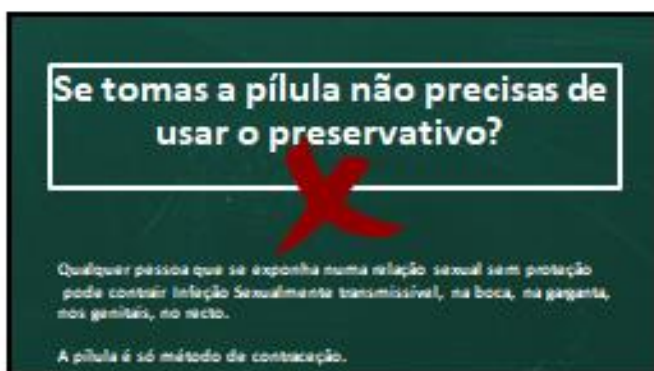 Se tomas a pílula não precisas de
usar o preservativo?
Qualquer pessoa que se exponha numa relação sexual sem proteção
pode contrair Infeção Sexualmente transmissível, na boca, na garganta,
nos genitais, no recto.
A pílula é só método de contraceção.